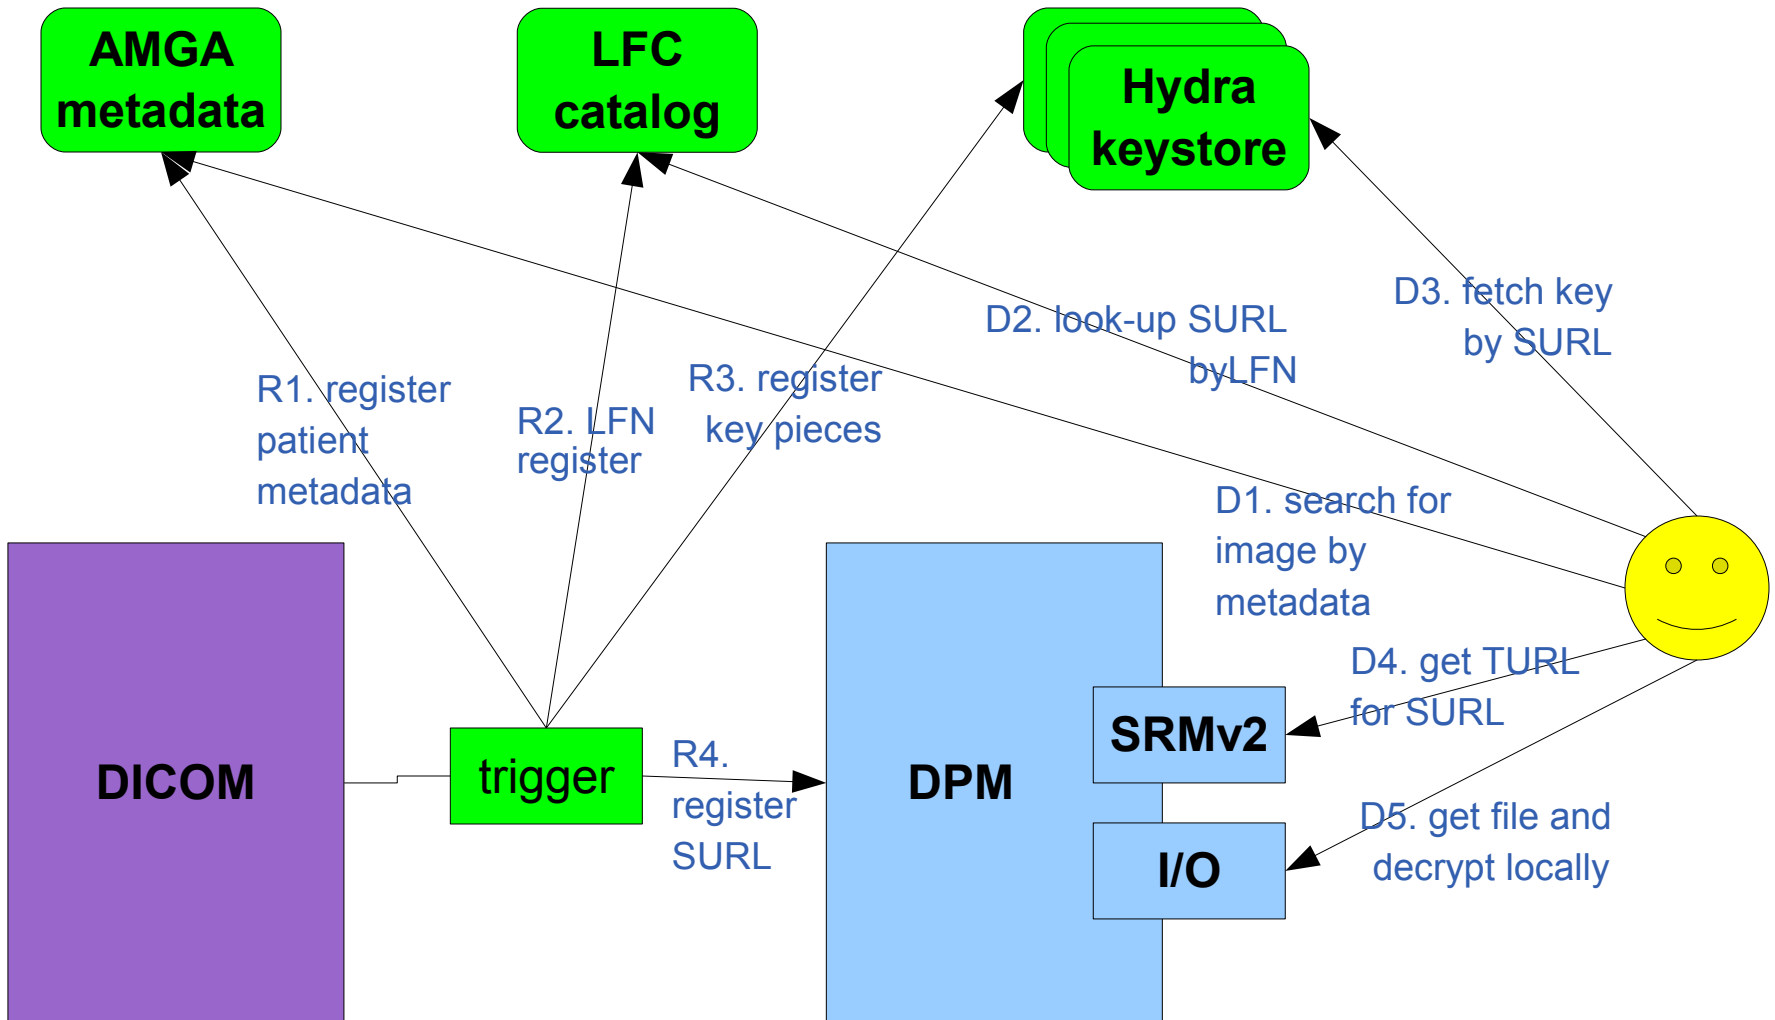 AMGA
metadata
LFC
catalog
Hydra
keystore
D3. fetch key
by SURL
D2. look-up SURL
byLFN
R1. register
patient
metadata
R2. LFN
register
R3. register
key pieces
D1. search for
image by
metadata
D4. get TURL
for SURL
DICOM
trigger
R4.
register
SURL
DPM
SRMv2
I/O
D5. get file and
decrypt locally